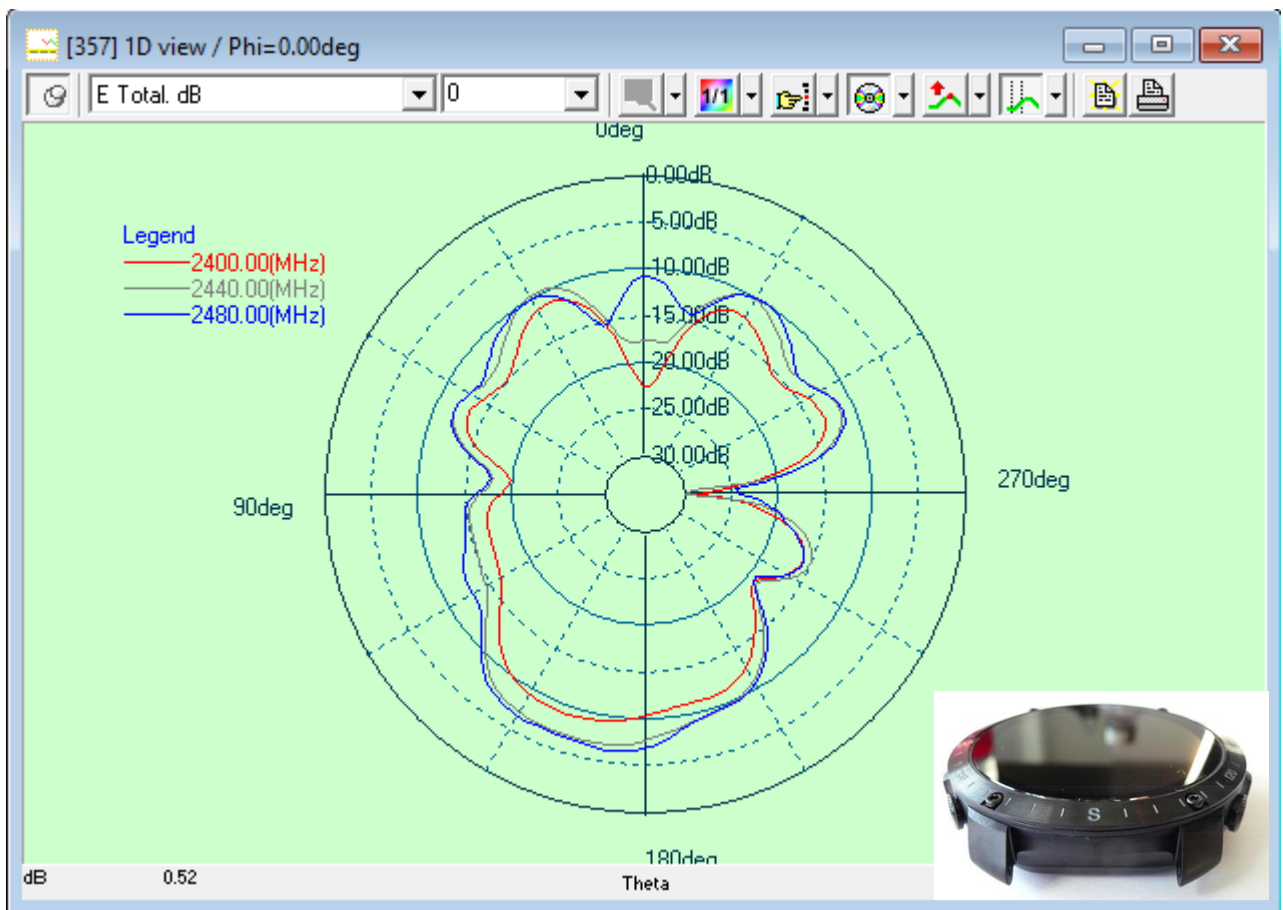 [357] 1D view / Phi=0.00deg
E Total. dB
0
1/1
0deg
0.00dB
-5.00dB
-10.00dB
-15.00dB
-20.00dB
-25.00dB
-30.00dB
Legend
2400.00(MHz)
2440.00(MHz)
2480.00(MHz)
90deg
270deg
180deg
dB
0.52
Theta
S
120